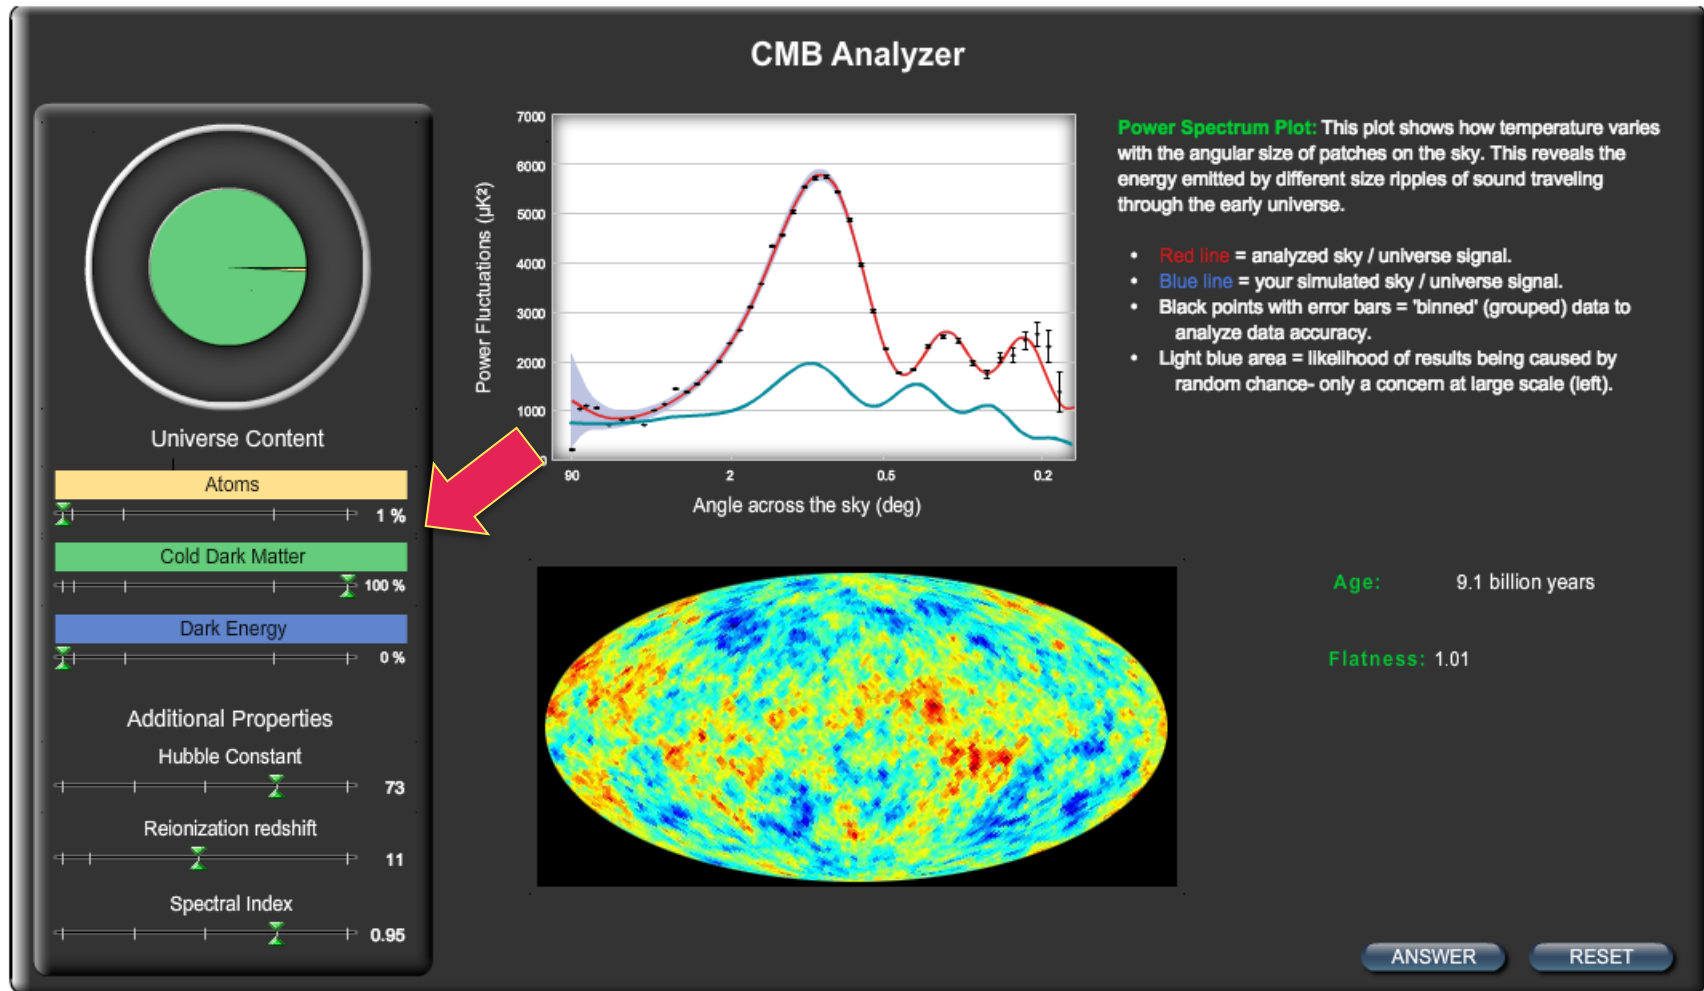 CMB Analyzer
Universe Content
Atoms
1 %
Cold Dark Matter
100 %
Dark Energy
0 %
Additional Properties
Hubble Constant
73
Reionization redshift
11
Spectral Index
0.95
Power Fluctuations (µK²)
7000
6000
5000
4000
3000
2000
1000
0
90
2
0.5
0.2
Angle across the sky (deg)
Power Spectrum Plot: This plot shows how temperature varies
with the angular size of patches on the sky. This reveals the
energy emitted by different size ripples of sound traveling
through the early universe.
• Red line = analyzed sky / universe signal.
• Blue line = your simulated sky / universe signal.
• Black points with error bars = 'binned' (grouped) data to
analyze data accuracy.
• Light blue area = likelihood of results being caused by
random chance- only a concern at large scale (left).
Age: 9.1 billion years
Flatness: 1.01
ANSWER
RESET